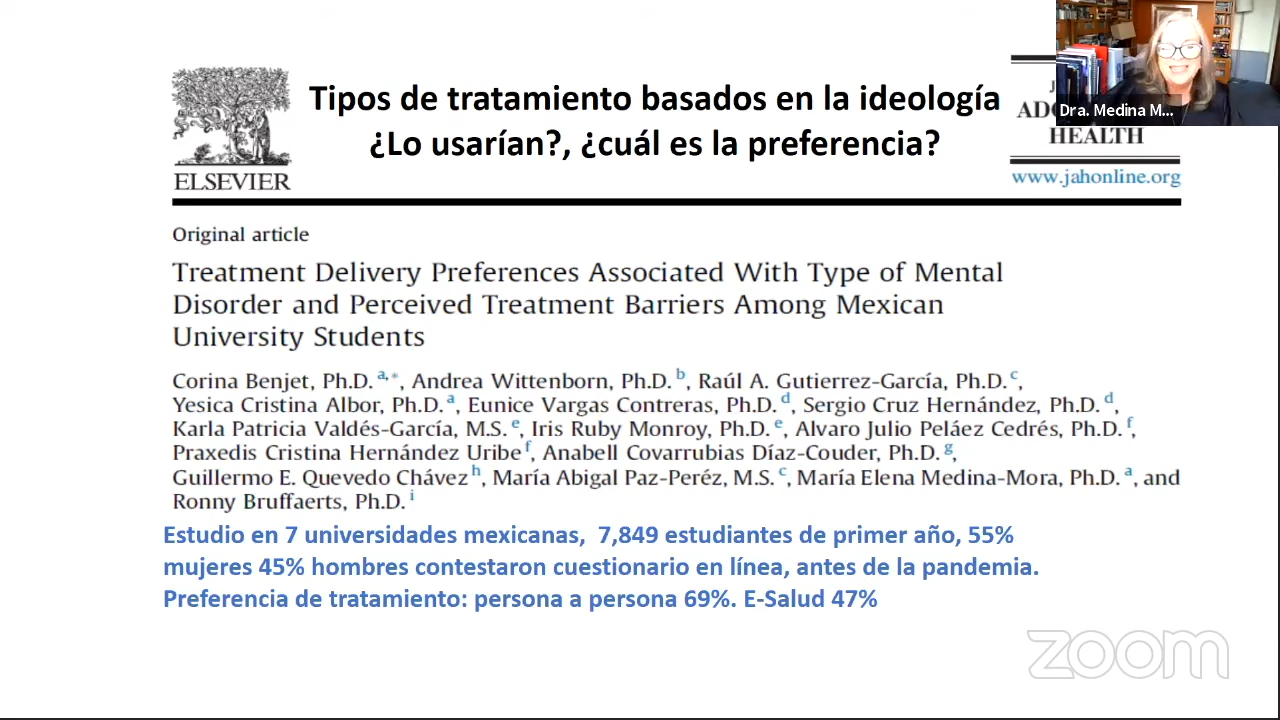 Tipos de tratamiento basados en la ideología
¿Lo usarían?, ¿cuál es la preferencia?
ELSEVIER
Dra. Medina M...
HEALTH
www.jahonline.org
Original article
Treatment Delivery Preferences Associated With Type of Mental
Disorder and Perceived Treatment Barriers Among Mexican
University Students
Corina Benjet, Ph.D. a,*, Andrea Wittenborn, Ph.D. b, Raúl A. Gutierrez-García, Ph.D. c,
Yesica Cristina Albor, Ph.D. a, Eunice Vargas Contreras, Ph.D. d, Sergio Cruz Hernández, Ph.D. d,
Karla Patricia Valdés-García, M.S. e, Iris Ruby Monroy, Ph.D. e, Alvaro Julio Peláez Cedrés, Ph.D. f,
Praxedis Cristina Hernández Uribe f, Anabell Covarrubias Díaz-Couder, Ph.D. g,
Guillermo E. Quevedo Chávez h, María Abigal Paz-Peréz, M.S. c, María Elena Medina-Mora, Ph.D. a, and
Ronny Bruffaerts, Ph.D. i
Estudio en 7 universidades mexicanas, 7,849 estudiantes de primer año, 55%
mujeres 45% hombres contestaron cuestionario en línea, antes de la pandemia.
Preferencia de tratamiento: persona a persona 69%. E-Salud 47%
zoom